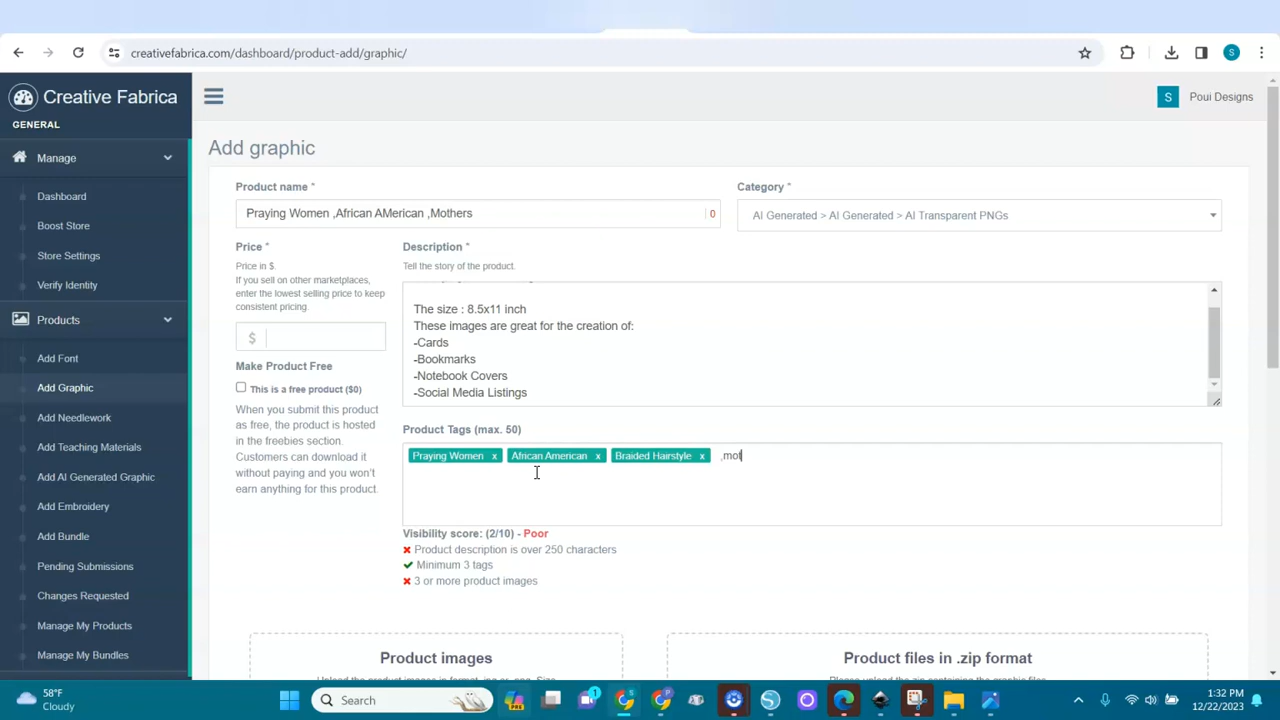 creativefabrica.com/dashboard/product-add/graphic/
S
Creative Fabrica
S Poui Designs
GENERAL
Manage
Dashboard
Boost Store
Store Settings
Verify Identity
Products
Add Font
Add Graphic
Add Needlework
Add Teaching Materials
Add AI Generated Graphic
Add Embroidery
Add Bundle
Pending Submissions
Changes Requested
Manage My Products
Manage My Bundles
Add graphic
Product name *
Praying Women ,African AMerican ,Mothers
0
Category *
AI Generated > AI Generated > AI Transparent PNGs
Price *
Price in $.
If you sell on other marketplaces,
enter the lowest selling price to keep
consistent pricing.
$
Make Product Free
This is a free product ($0)
When you submit this product
as free, the product is hosted
in the freebies section.
Customers can download it
without paying and you won't
earn anything for this product.
Description *
Tell the story of the product.
The size : 8.5x11 inch
These images are great for the creation of:
-Cards
-Bookmarks
-Notebook Covers
-Social Media Listings
Product Tags (max. 50)
Praying Women x African American x Braided Hairstyle x ,mot
Visibility score: (2/10) - Poor
Product description is over 250 characters
Minimum 3 tags
3 or more product images
Product images
Product files in .zip format
58°F
Cloudy
Search
1
1:32 PM
12/22/2023